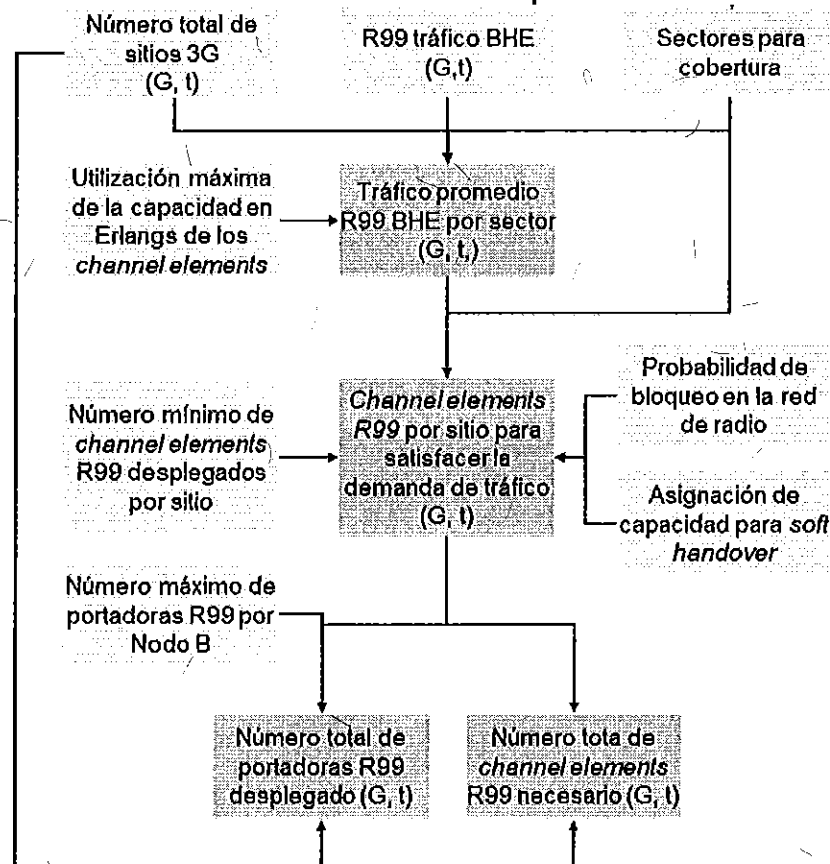 Número total de
sitios 3G
(G, t)
R99 tráfico BHE
(G,t)
Sectores para
cobertura
Utilización máxima
de la capacidad en
Erlangs de los
channel elements
Tráfico promedio
R99 BHE por sector
(G, t,)
Número mínimo de
channel elements
R99 desplegados
por sitio
Channel elements
R99 por sitio para
satisfacer la
demanda de tráfico
(G, t)
Probabilidad de
bloqueo en la red
de radio
Asignación de
capacidad para soft
handover
Número máximo de
portadoras R99 por
Nodo B
Número total de
portadoras R99
desplegado (G, t)
Número tota de
channel elements
R99 necesario (G, t)